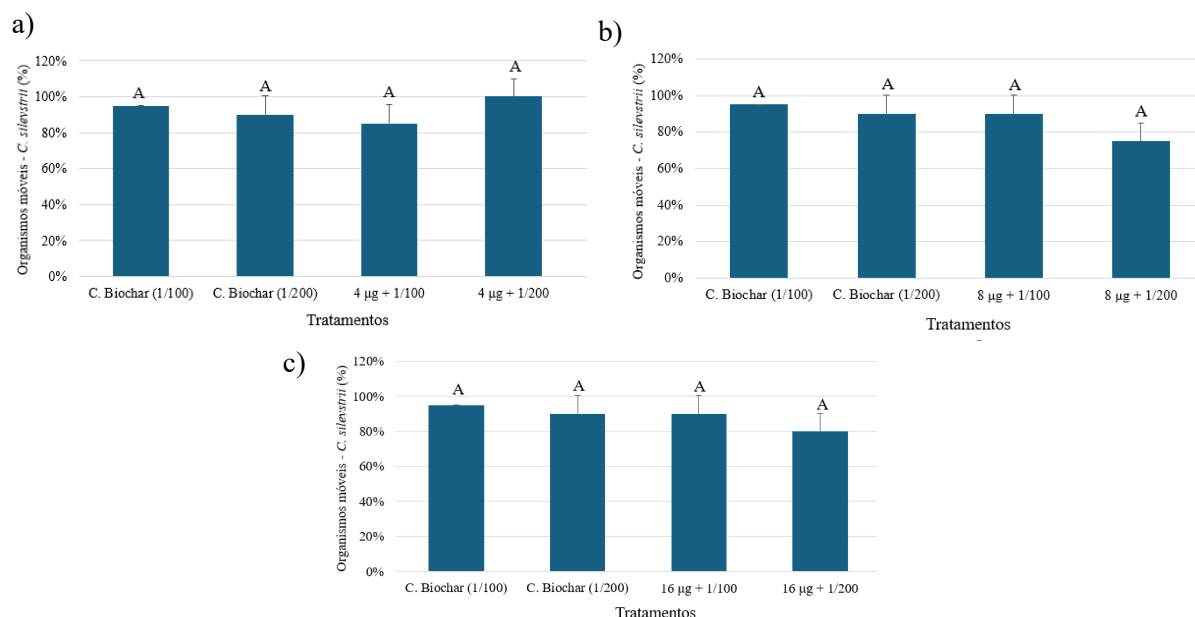 a)
Organismos móveis - C. silevstrii (%)
120%
100%
80%
60%
40%
20%
0%
A
A
A
A
C. Biochar (1/100)
C. Biochar (1/200)
4 µg + 1/100
4 µg + 1/200
Tratamentos
b)
Organismos móveis - C. silevstrii (%)
120%
100%
80%
60%
40%
20%
0%
A
A
A
A
C. Biochar (1/100)
C. Biochar (1/200)
8 µg + 1/100
8 µg + 1/200
Tratamentos
c)
Organismos móveis - C. silevstrii (%)
120%
100%
80%
60%
40%
20%
0%
A
A
A
A
C. Biochar (1/100)
C. Biochar (1/200)
16 µg + 1/100
16 µg + 1/200
Tratamentos